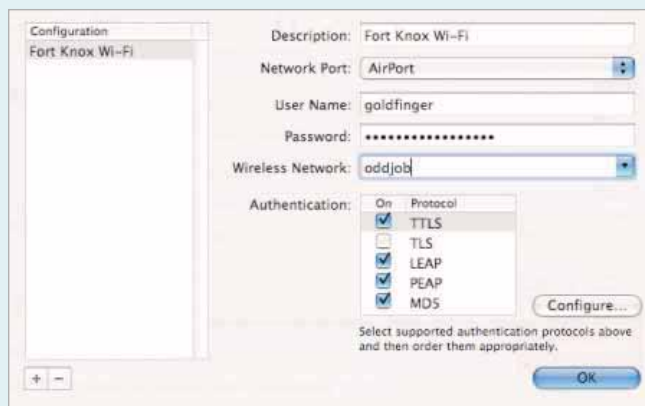 Configuration
Fort Knox Wi-Fi
Description: Fort Knox Wi-Fi
Network Port: AirPort
User Name: goldfinger
Password: •••••••••••••••••
Wireless Network: oddjob
Authentication:
On Protocol
TTLS
TLS
LEAP
PEAP
MD5
Configure...
Select supported authentication protocols above
and then order them appropriately.
+ −
OK